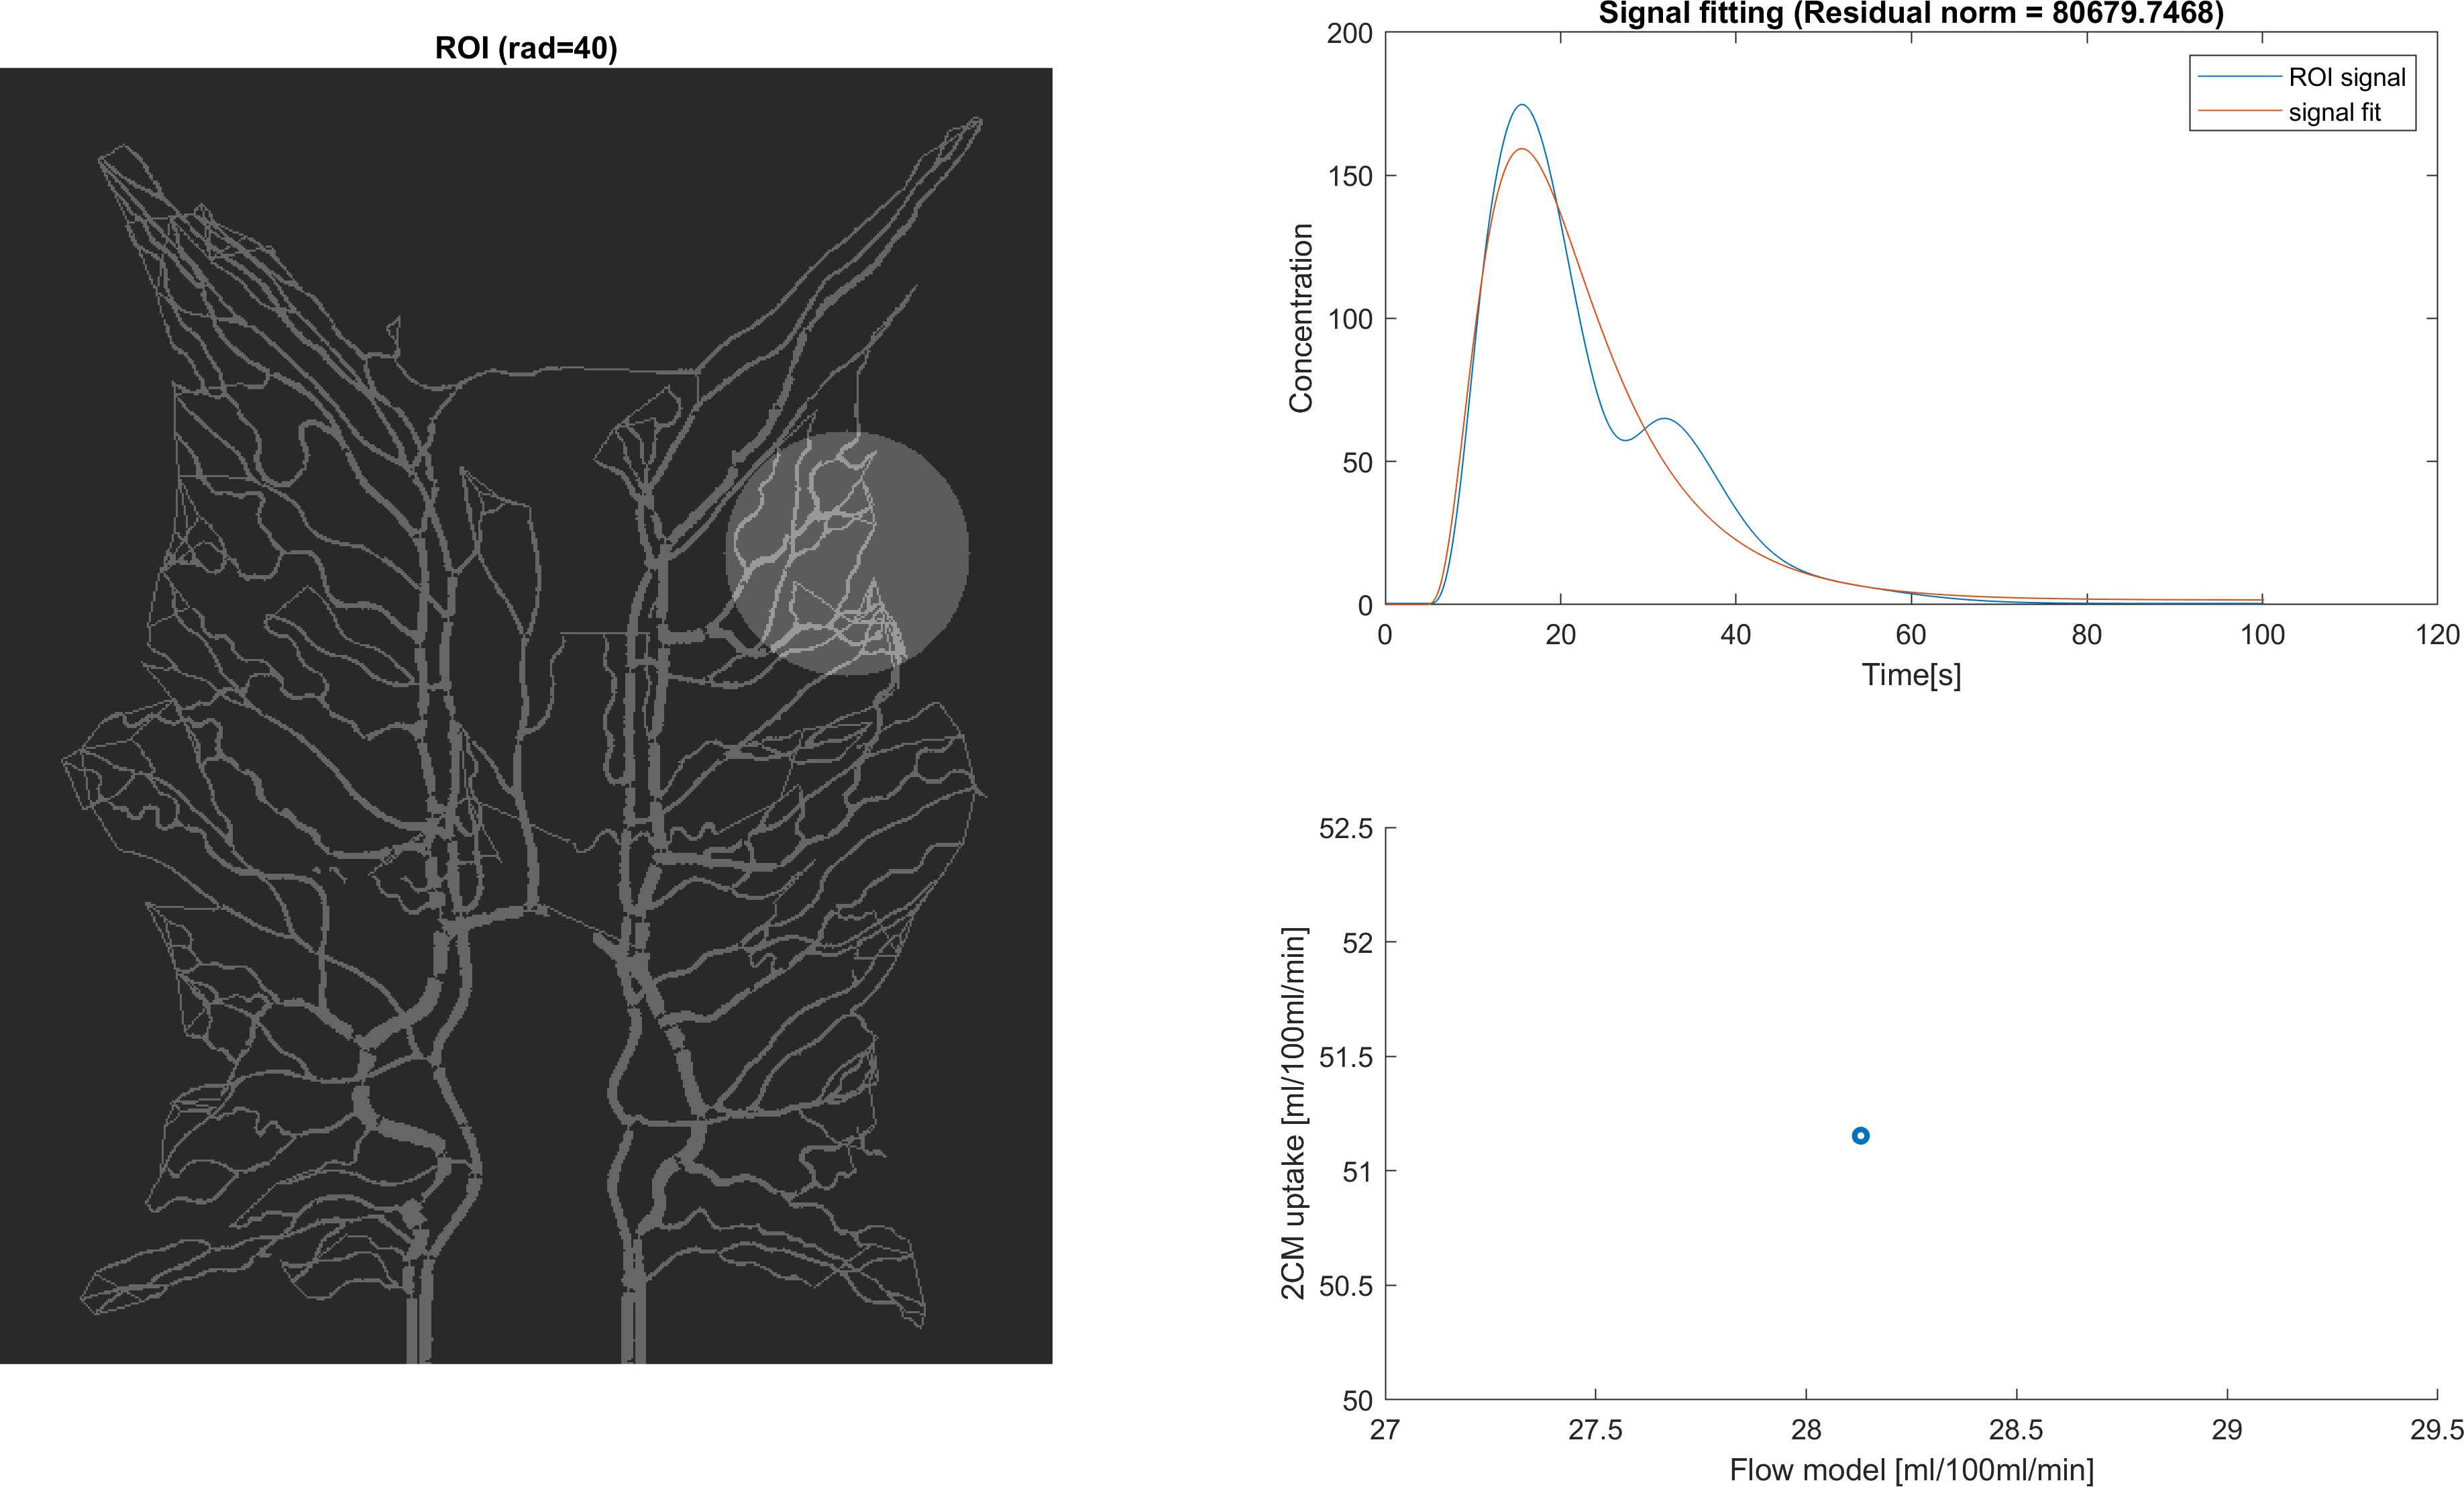 ROI (rad=40)
Signal fitting (Residual norm = 80679.7468)
200
150
100
50
0
Concentration
ROI signal
signal fit
0 20 40 60 80 100 120
Time[s]
52.5
52
51.5
51
50.5
50
2CM uptake [ml/100ml/min]
27 27.5 28 28.5 29 29.5
Flow model [ml/100ml/min]